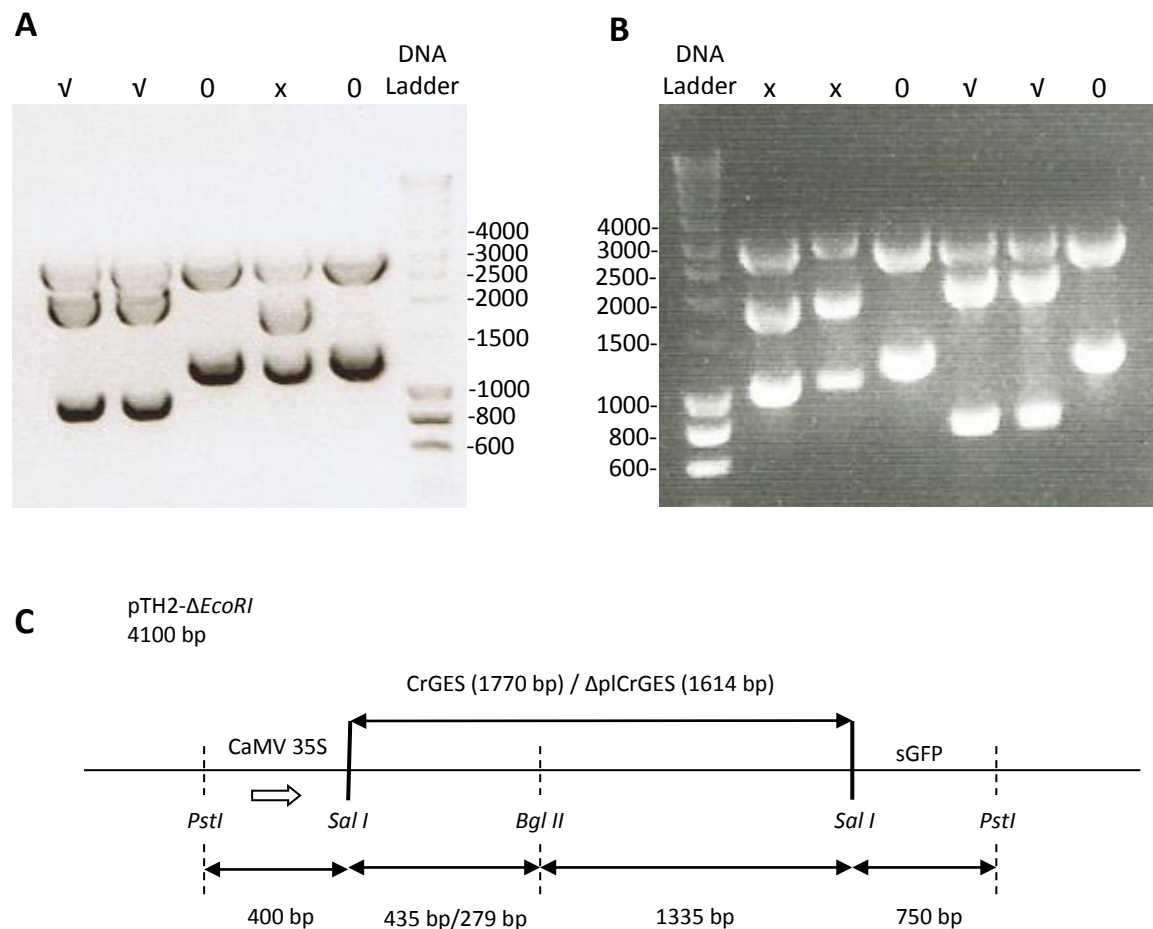 A
DNA
Ladder
√ √ 0 x 0
-4000
-3000
-2500
-2000
-1500
-1000
-800
-600
B
DNA
Ladder
x x 0 √ √ 0
4000-
3000-
2500-
2000-
1500-
1000-
800-
600-
C
pTH2-ΔEcoRI
4100 bp
CrGES (1770 bp) / ΔplCrGES (1614 bp)
CaMV 35S
sGFP
PstI Sal I Bgl II Sal I PstI
400 bp 435 bp/279 bp 1335 bp 750 bp